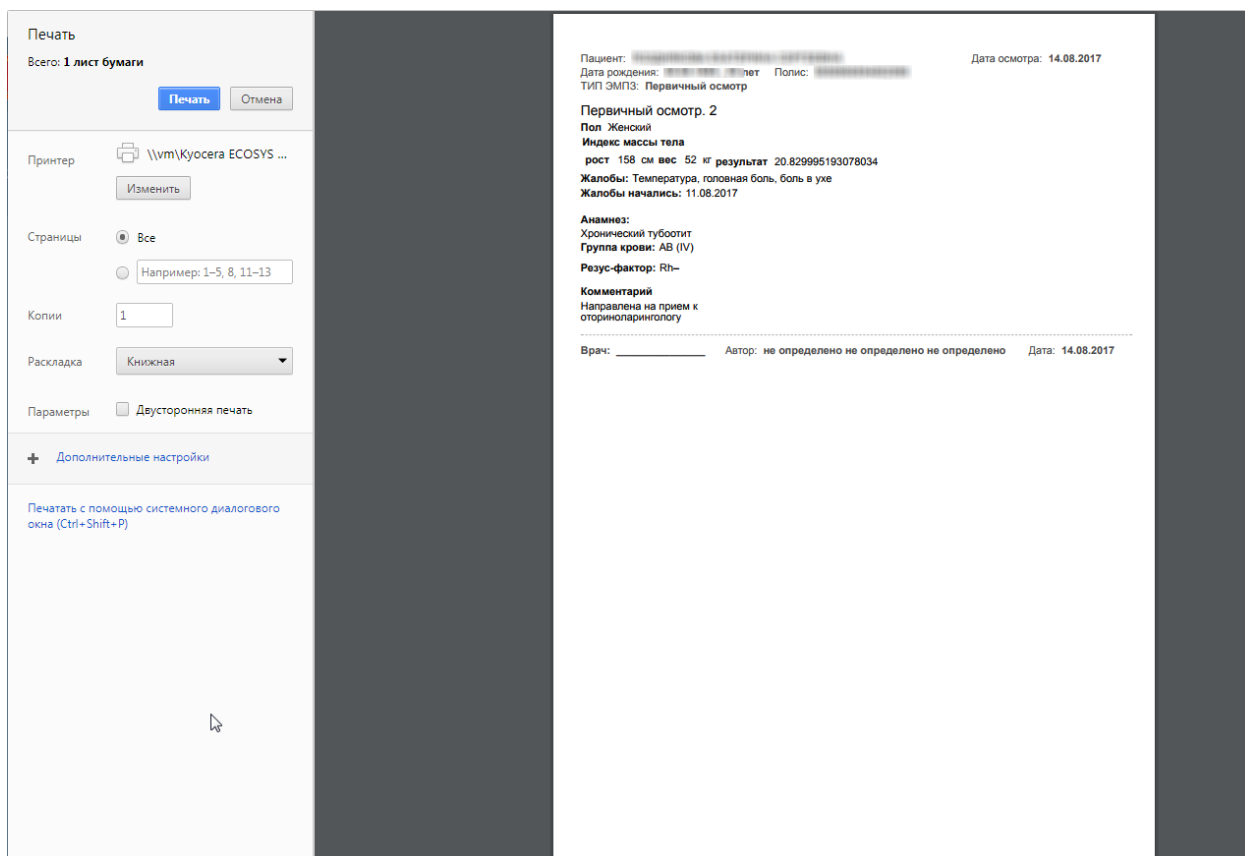 Печать
Всего: 1 лист бумаги
Печать Отмена
Принтер \\vm\Kyocera ECOSYS ...
Изменить
Страницы Все
Например: 1–5, 8, 11–13
Копии 1
Раскладка Книжная
Параметры Двусторонняя печать
+ Дополнительные настройки
Печатать с помощью системного диалогового
окна (Ctrl+Shift+P)
Пациент: Дата осмотра: 14.08.2017
Дата рождения: лет Полис:
ТИП ЭМПЗ: Первичный осмотр
Первичный осмотр. 2
Пол Женский
Индекс массы тела
рост 158 см вес 52 кг результат 20.829995193078034
Жалобы: Температура, головная боль, боль в ухе
Жалобы начались: 11.08.2017
Анамнез:
Хронический тубоотит
Группа крови: AB (IV)
Резус-фактор: Rh–
Комментарий
Направлена на прием к
оториноларингологу
Врач: Автор: не определено не определено не определено Дата: 14.08.2017